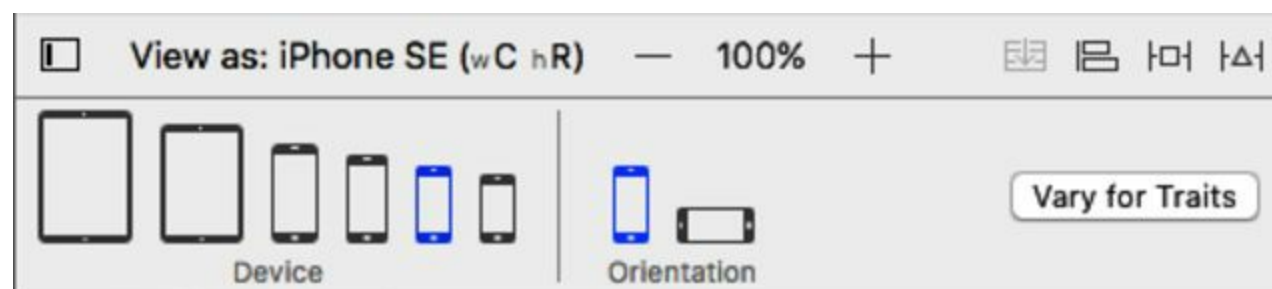 View as: iPhone SE (wC hR) — 100% +
Vary for Traits
Device Orientation